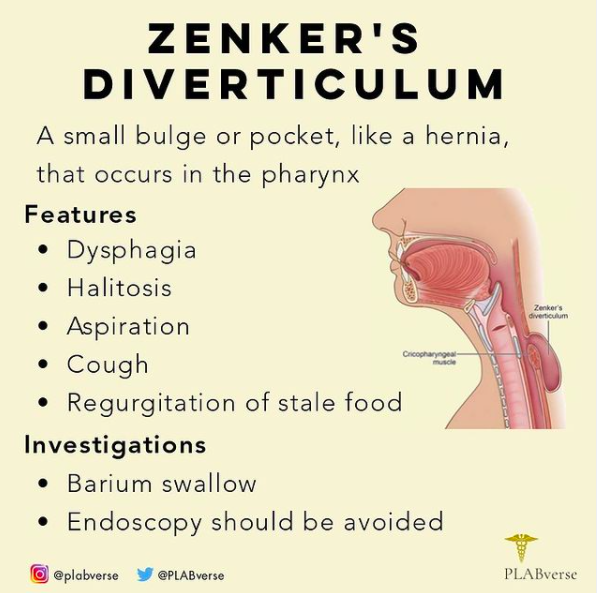 ZENKER'S
DIVERTICULUM
A small bulge or pocket, like a hernia,
that occurs in the pharynx
Features
• Dysphagia
• Halitosis
• Aspiration
• Cough
• Regurgitation of stale food
Zenker's
diverticulum
Cricopharyngeal
muscle
Investigations
• Barium swallow
• Endoscopy should be avoided
@plabverse
@PLABverse
PLABverse